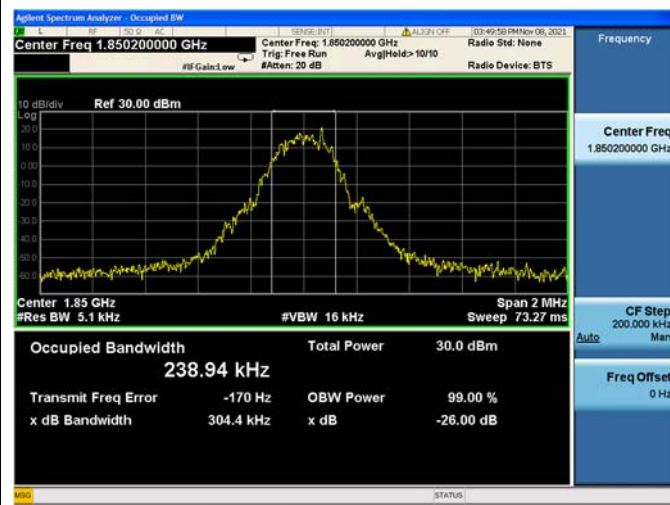 Agilent Spectrum Analyzer - Occupied BW
L RF 50 Ω AC SENSE:INT ALIGN OFF 03:49:58 PM Nov 08, 2021
Center Freq 1.850200000 GHz
Center Freq: 1.850200000 GHz
Radio Std: None
Trig: Free Run Avg|Hold:>10/10
#IFGain:Low #Atten: 20 dB Radio Device: BTS
Frequency
10 dB/div Ref 30.00 dBm
Log
20.0
10.0
0.00
-10.0
-20.0
-30.0
-40.0
-50.0
-60.0
Center Freq
1.850200000 GHz
Center 1.85 GHz Span 2 MHz
#Res BW 5.1 kHz #VBW 16 kHz Sweep 73.27 ms
CF Step
200.000 kHz
Auto Man
Occupied Bandwidth Total Power 30.0 dBm
238.94 kHz
Transmit Freq Error -170 Hz OBW Power 99.00 %
x dB Bandwidth 304.4 kHz x dB -26.00 dB
Freq Offset
0 Hz
MSG STATUS